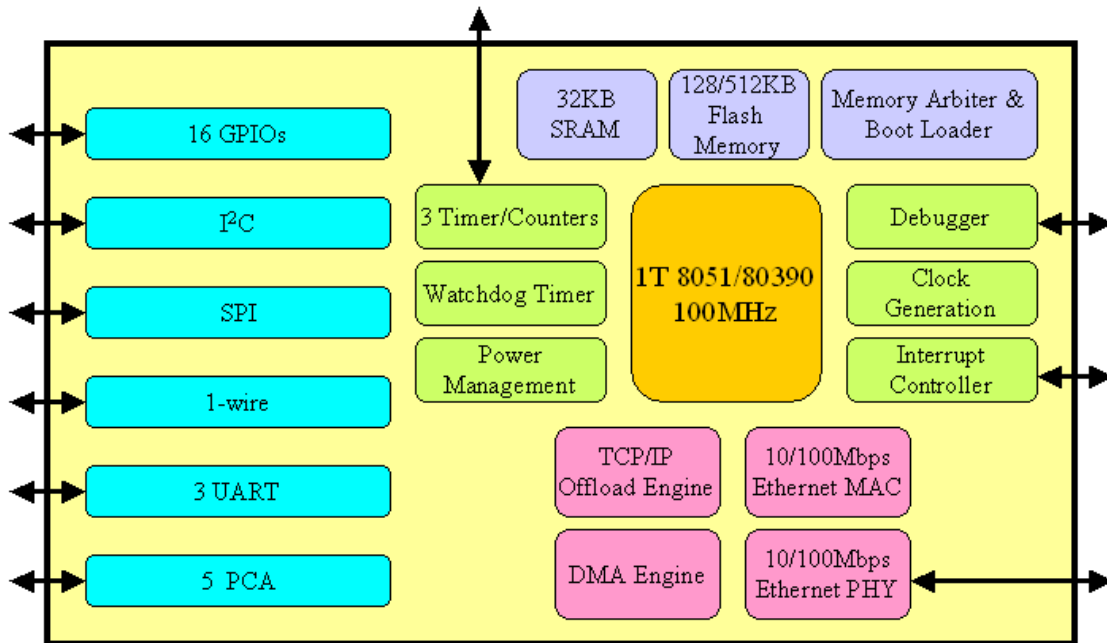 32KB
SRAM
128/512KB
Flash
Memory
Memory Arbiter &
Boot Loader
16 GPIOs
I²C
SPI
1-wire
3 UART
5 PCA
3 Timer/Counters
Watchdog Timer
Power
Management
1T 8051/80390
100MHz
Debugger
Clock
Generation
Interrupt
Controller
TCP/IP
Offload Engine
10/100Mbps
Ethernet MAC
DMA Engine
10/100Mbps
Ethernet PHY